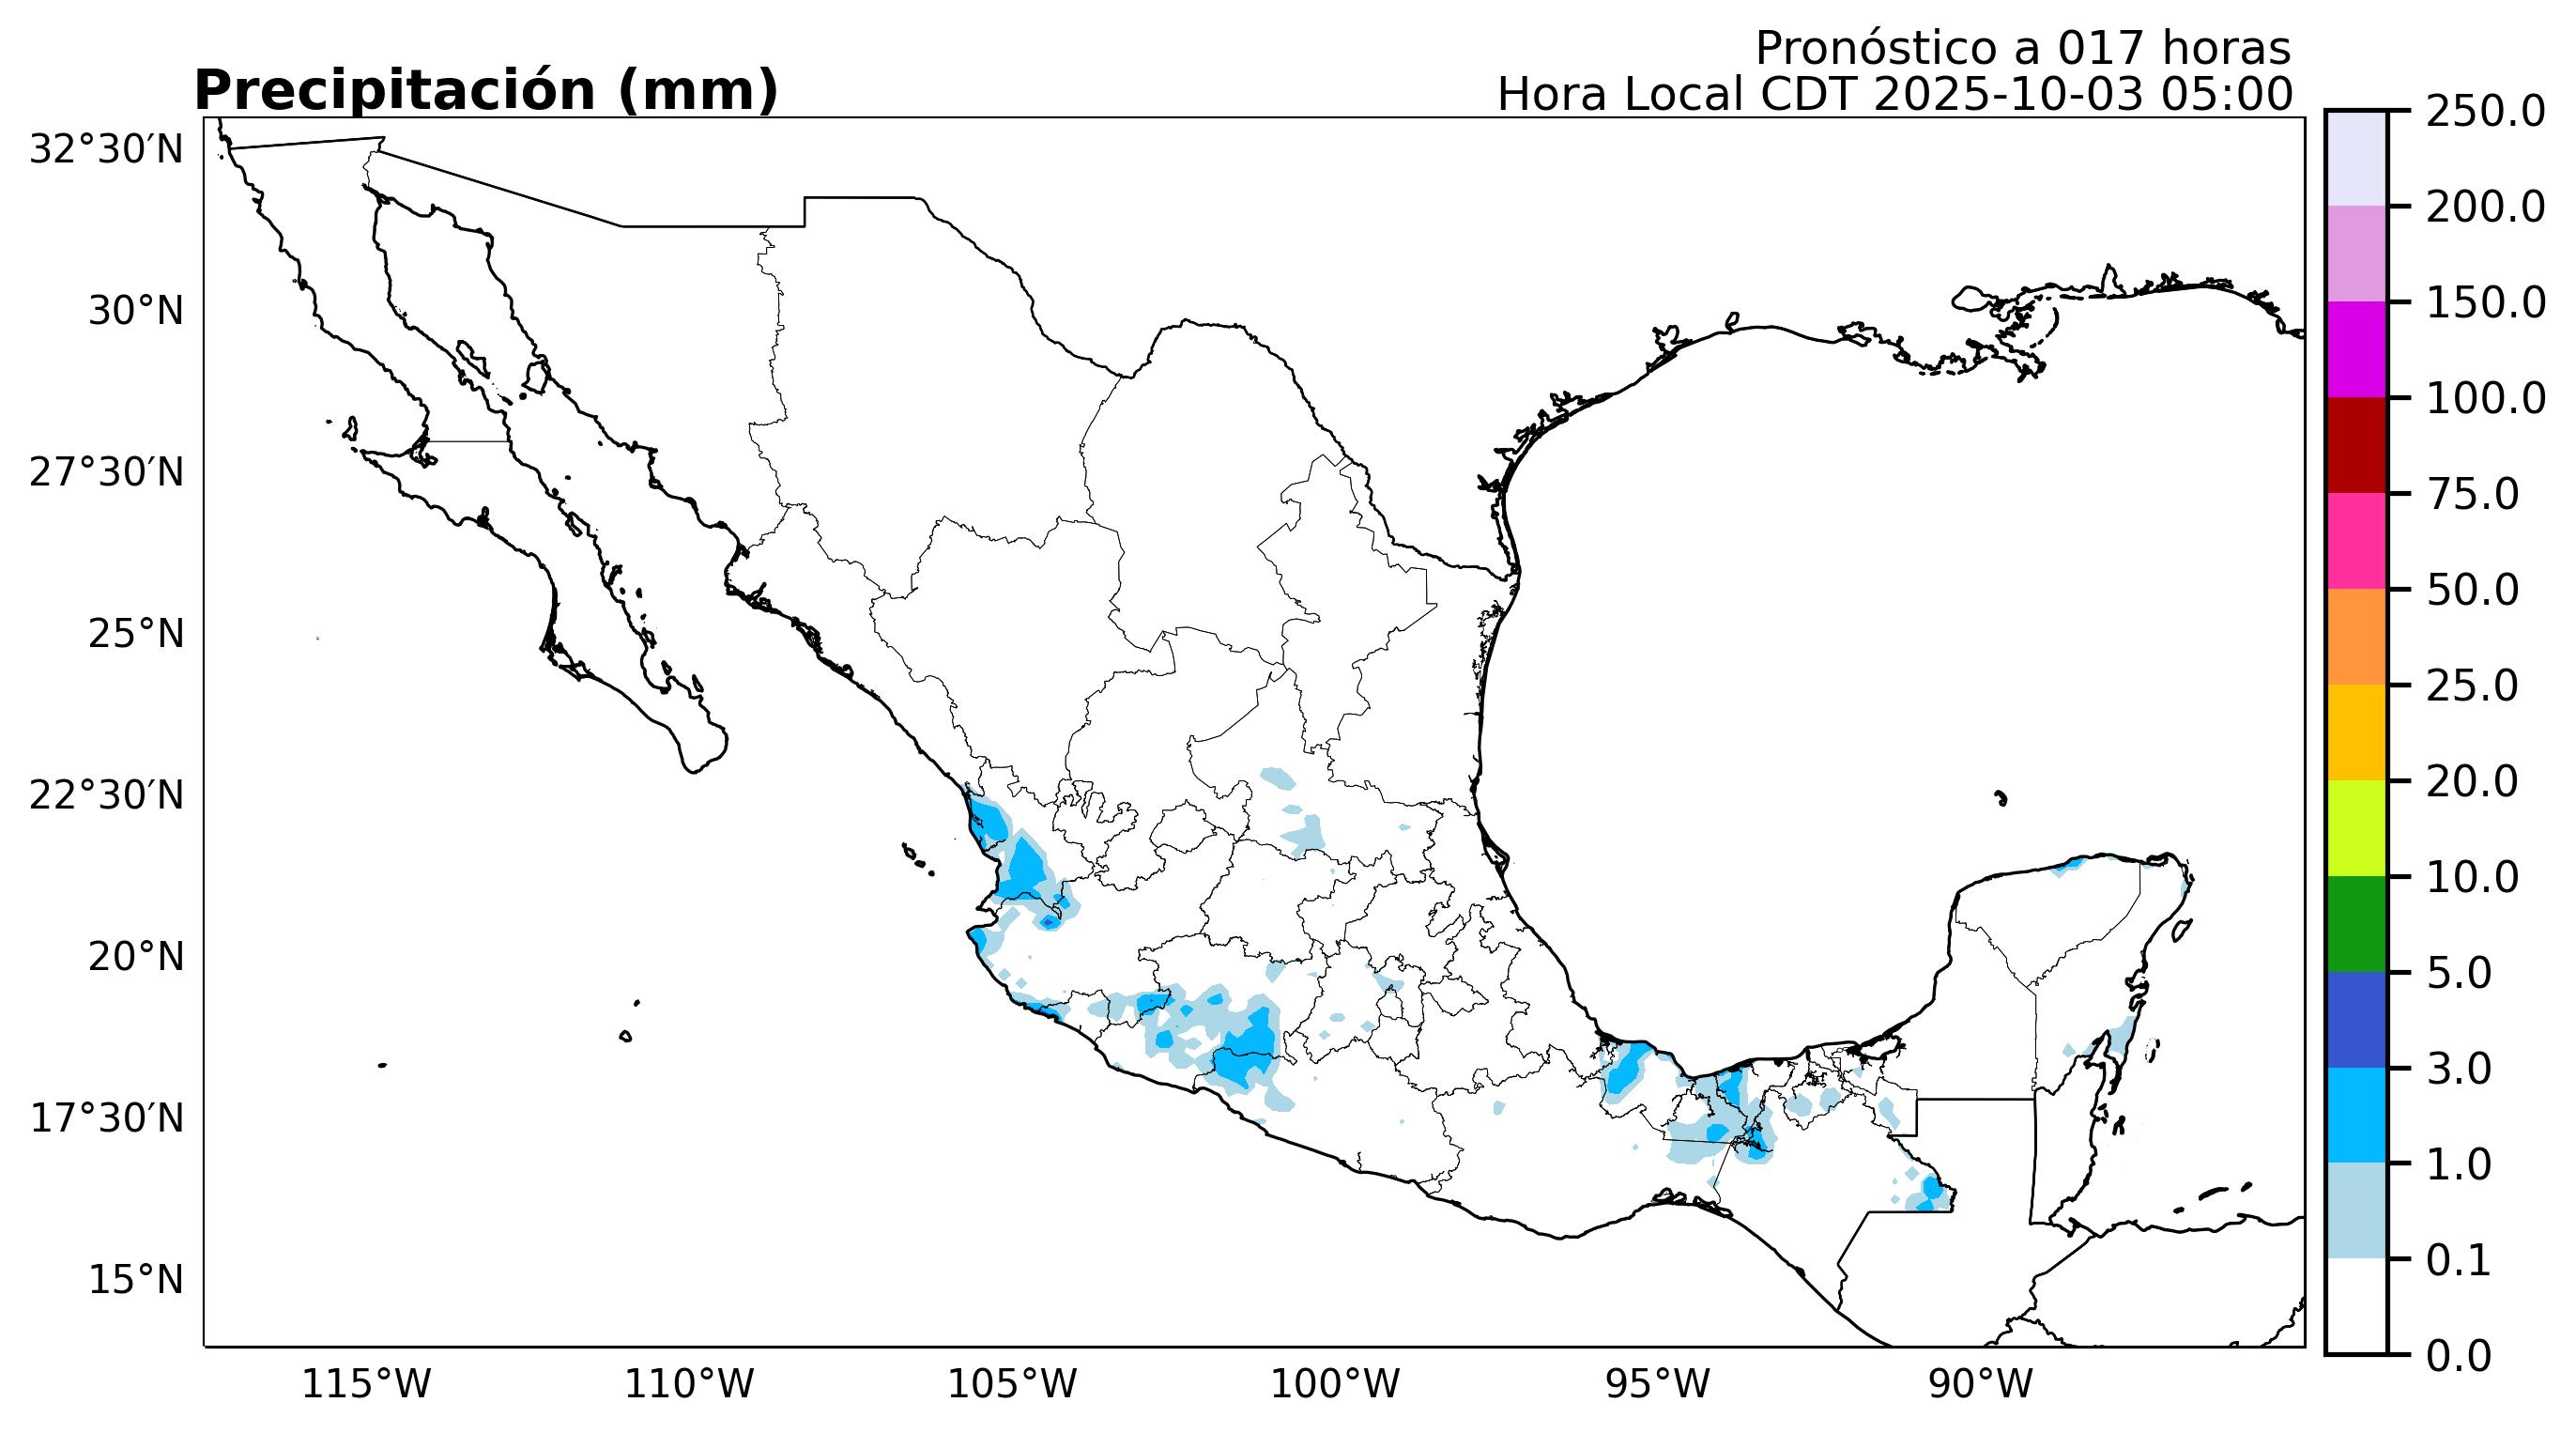 Pronóstico a 017 horas
Precipitación (mm)
Hora Local CDT 2025-10-03 05:00
32°30′N
30°N
27°30′N
25°N
22°30′N
20°N
17°30′N
15°N
115°W
110°W
105°W
100°W
95°W
90°W
250.0
200.0
150.0
100.0
75.0
50.0
25.0
20.0
10.0
5.0
3.0
1.0
0.1
0.0